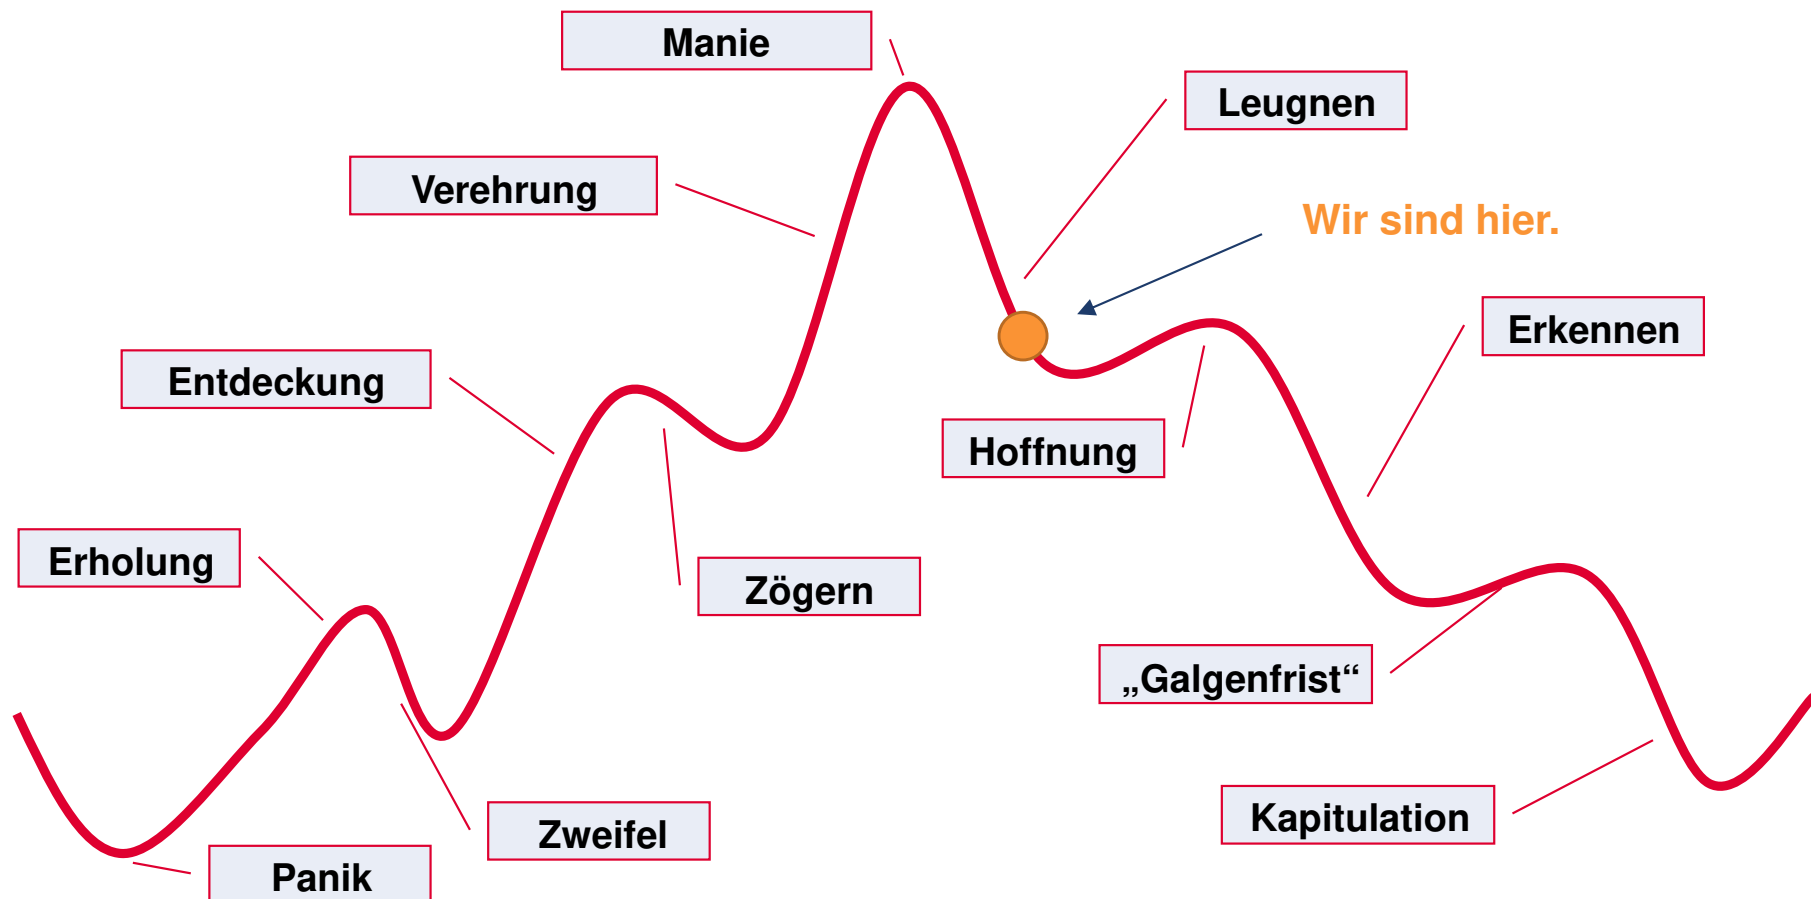 Manie
Leugnen
Verehrung
Wir sind hier.
Erkennen
Entdeckung
Hoffnung
Erholung
Zögern
„Galgenfrist“
Kapitulation
Zweifel
Panik